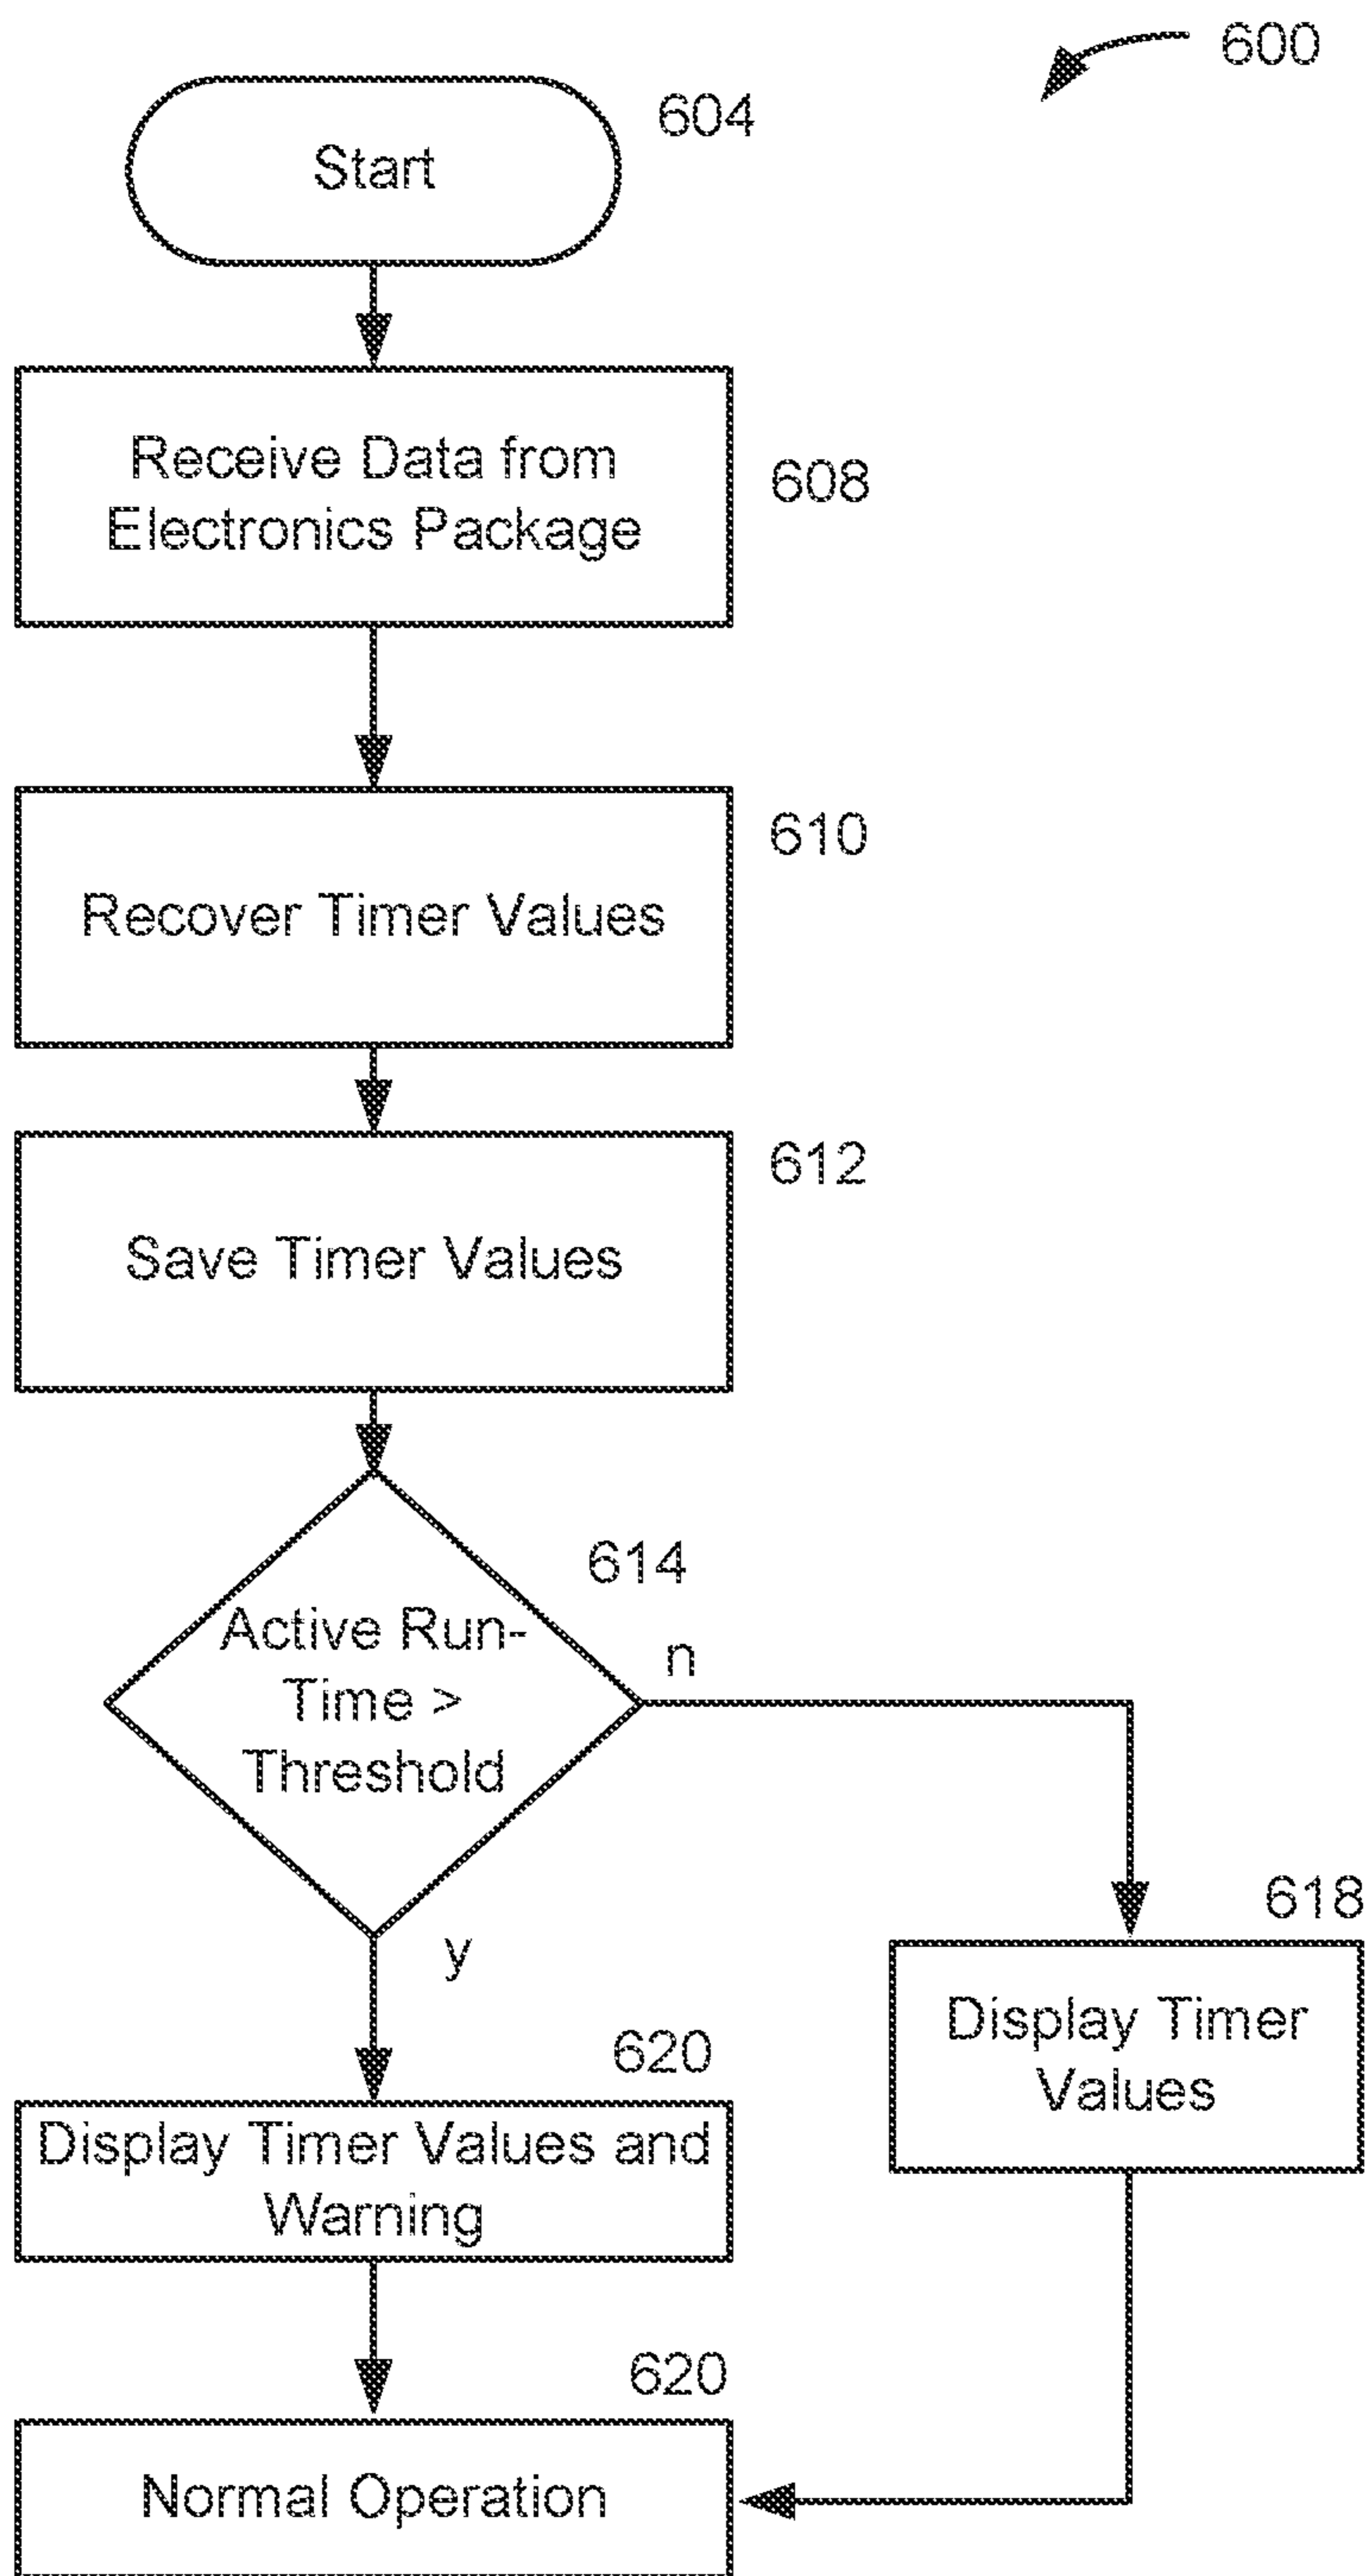 600
604
Start
Receive Data from
Electronics Package
608
610
Recover Timer Values
612
Save Timer Values
614
Active Run-
Time >
Threshold
n
y
618
Display Timer
Values
620
Display Timer Values and
Warning
620
Normal Operation